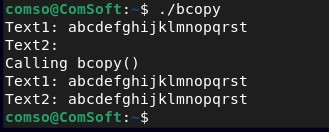 comso@ComSoft:~$ ./bcopy
Text1: abcdefghijklmnopqrst
Text2:
Calling bcopy()
Text1: abcdefghijklmnopqrst
Text2: abcdefghijklmnopqrst
comso@ComSoft:~$